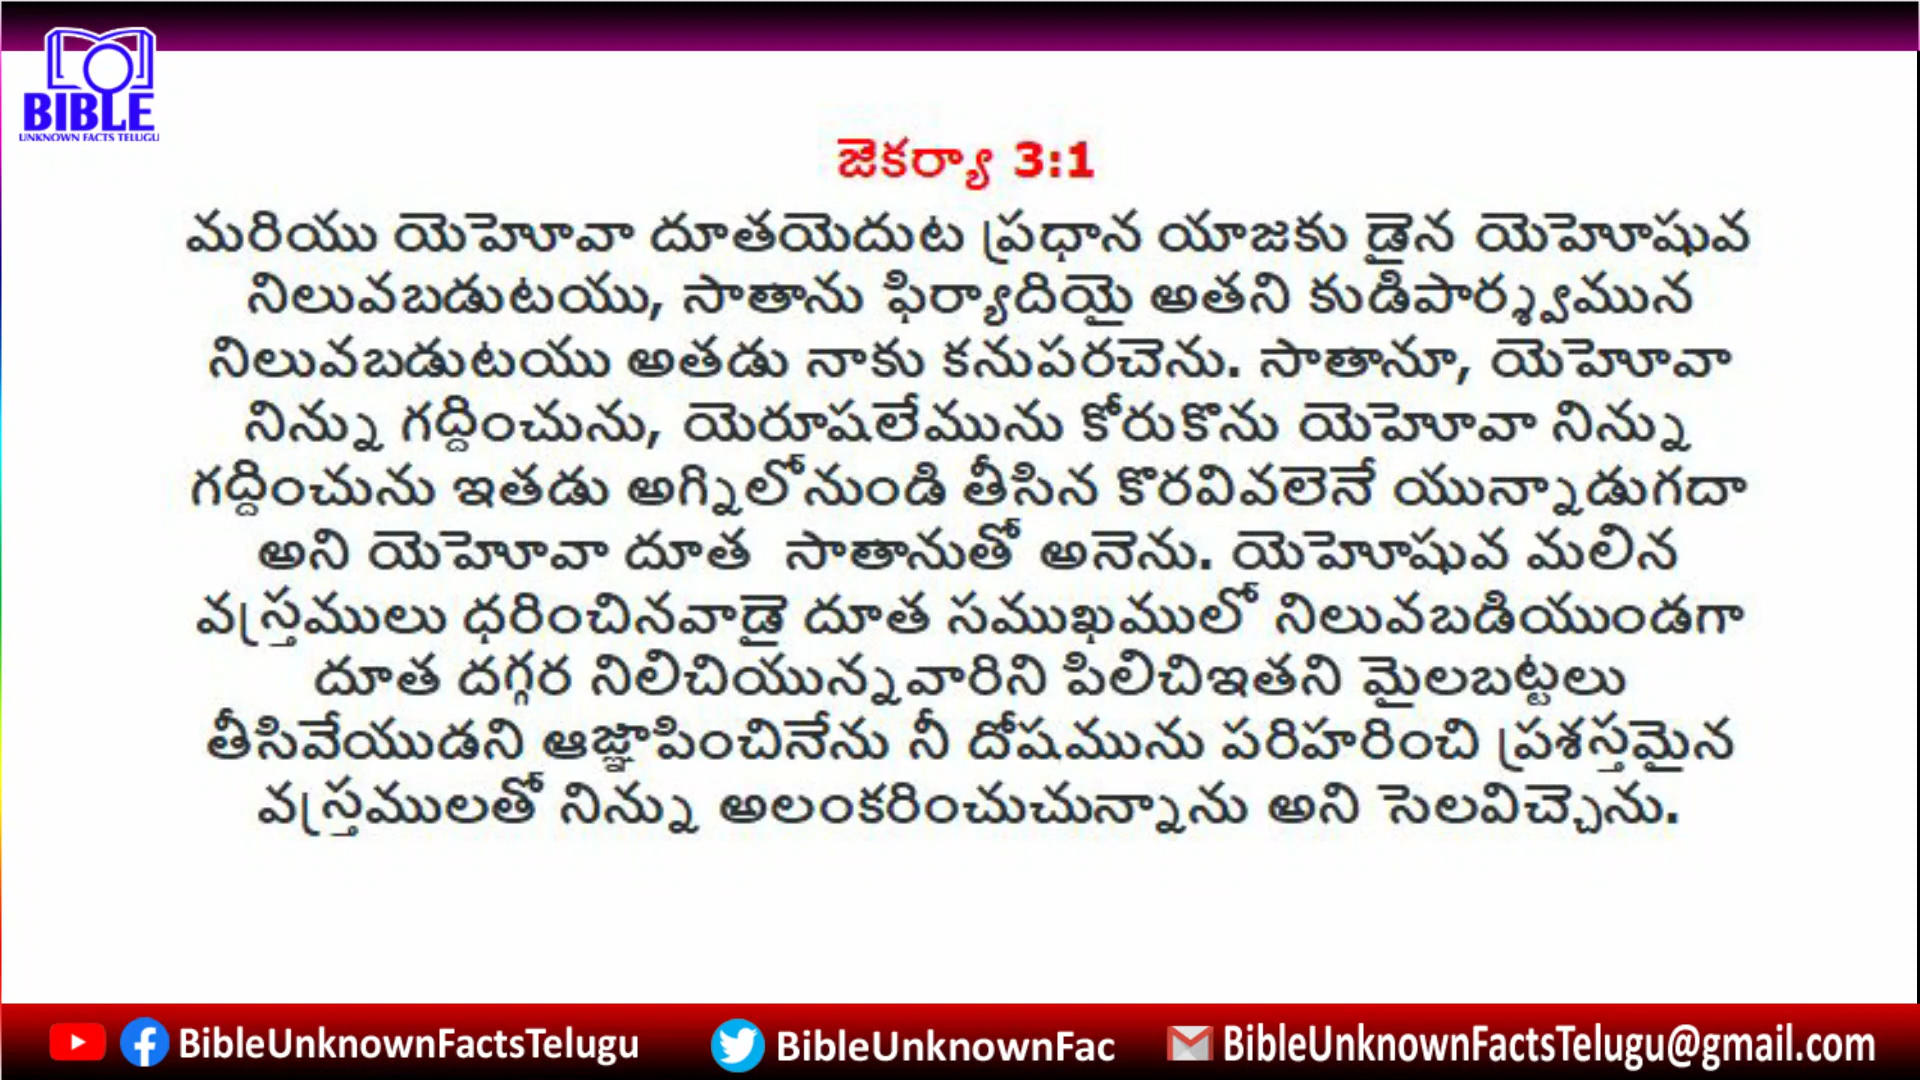 BIBLE
UNKNOWN FACTS TELUGU
జెకర్యా 3:1
మరియు యెహోవా దూతయెదుట ప్రధాన యాజకు డైన యెహోషువ
నిలువబడుటయు, సాతాను ఫిర్యాదియై అతని కుడిపార్శ్వమున
నిలువబడుటయు అతడు నాకు కనుపరచెను. సాతానూ, యెహోవా
నిన్ను గద్దించును, యెరూషలేమును కోరుకొను యెహోవా నిన్ను
గద్దించును ఇతడు అగ్నిలోనుండి తీసిన కొరవివలెనే యున్నాడుగదా
అని యెహోవా దూత సాతానుతో అనెను. యెహోషువ మలిన
వస్త్రములు ధరించినవాడై దూత సముఖములో నిలువబడియుండగా
దూత దగ్గర నిలిచియున్నవారిని పిలిచిఇతని మైలబట్టలు
తీసివేయుడని ఆజ్ఞాపించినేను నీ దోషమును పరిహరించి ప్రశస్తమైన
వస్త్రములతో నిన్ను అలంకరించుచున్నాను అని సెలవిచ్చెను.
BibleUnknownFactsTelugu BibleUnknownFac BibleUnknownFactsTelugu@gmail.com